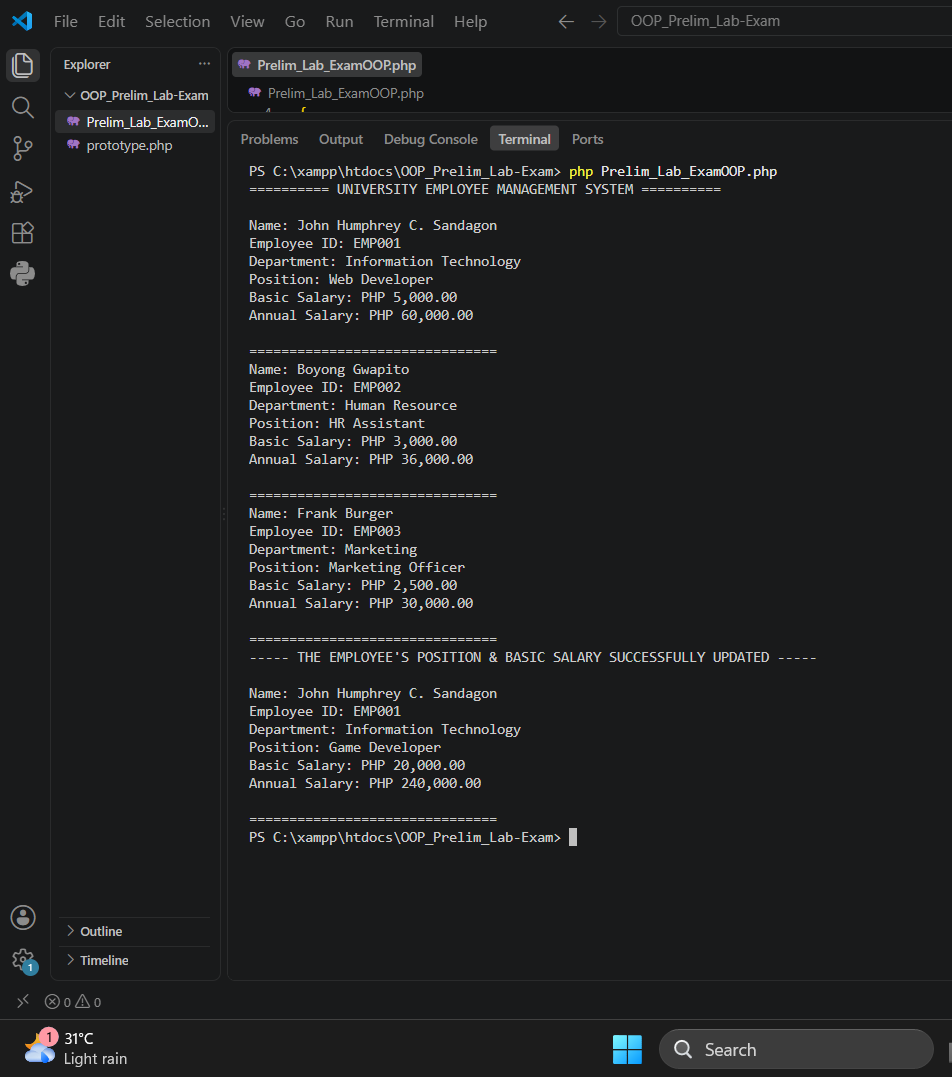 File Edit Selection View Go Run Terminal Help
OOP_Prelim_Lab-Exam
Explorer
OOP_Prelim_Lab-Exam
Prelim_Lab_ExamO...
prototype.php
Outline
Timeline
Prelim_Lab_ExamOOP.php
Prelim_Lab_ExamOOP.php
Problems Output Debug Console Terminal Ports
PS C:\xampp\htdocs\OOP_Prelim_Lab-Exam> php Prelim_Lab_ExamOOP.php
========== UNIVERSITY EMPLOYEE MANAGEMENT SYSTEM ==========
Name: John Humphrey C. Sandagon
Employee ID: EMP001
Department: Information Technology
Position: Web Developer
Basic Salary: PHP 5,000.00
Annual Salary: PHP 60,000.00
===============================
Name: Boyong Gwapito
Employee ID: EMP002
Department: Human Resource
Position: HR Assistant
Basic Salary: PHP 3,000.00
Annual Salary: PHP 36,000.00
===============================
Name: Frank Burger
Employee ID: EMP003
Department: Marketing
Position: Marketing Officer
Basic Salary: PHP 2,500.00
Annual Salary: PHP 30,000.00
===============================
----- THE EMPLOYEE'S POSITION & BASIC SALARY SUCCESSFULLY UPDATED -----
Name: John Humphrey C. Sandagon
Employee ID: EMP001
Department: Information Technology
Position: Game Developer
Basic Salary: PHP 20,000.00
Annual Salary: PHP 240,000.00
===============================
PS C:\xampp\htdocs\OOP_Prelim_Lab-Exam>
1
0 0
1
31°C
Light rain
Search